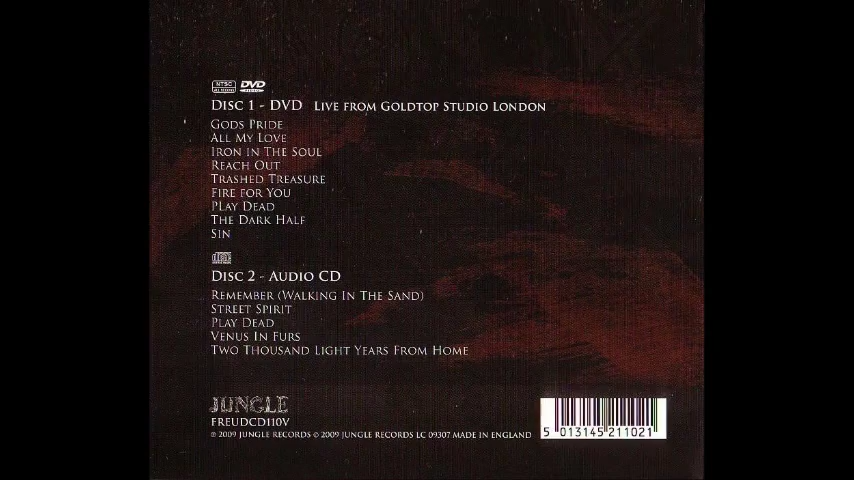 NTSC
DVD
VIDEO
DISC 1 - DVD LIVE FROM GOLDTOP STUDIO LONDON
GODS PRIDE
ALL MY LOVE
IRON IN THE SOUL
REACH OUT
TRASHED TREASURE
FIRE FOR YOU
PLAY DEAD
THE DARK HALF
SIN
DISC 2 - AUDIO CD
REMEMBER (WALKING IN THE SAND)
STREET SPIRIT
PLAY DEAD
VENUS IN FURS
TWO THOUSAND LIGHT YEARS FROM HOME
JUNGLE
FREUDCD110V
℗ 2009 JUNGLE RECORDS © 2009 JUNGLE RECORDS LC 09307 MADE IN ENGLAND
5 013145 211021